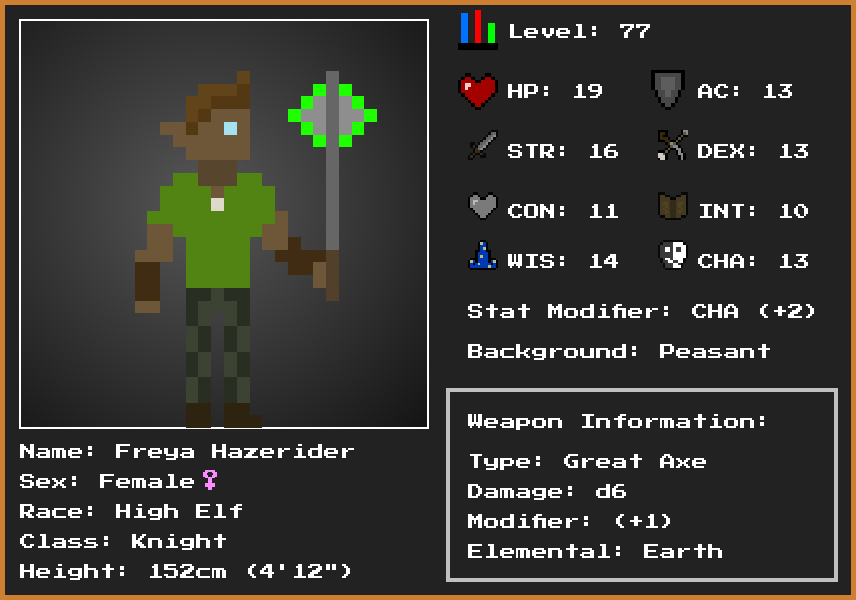 Level: 77
HP: 19 AC: 13
STR: 16 DEX: 13
CON: 11 INT: 10
WIS: 14 CHA: 13
Stat Modifier: CHA (+2)
Background: Peasant
Weapon Information:
Type: Great Axe
Damage: d6
Modifier: (+1)
Elemental: Earth
Name: Freya Hazerider
Sex: Female♀
Race: High Elf
Class: Knight
Height: 152cm (4'12")